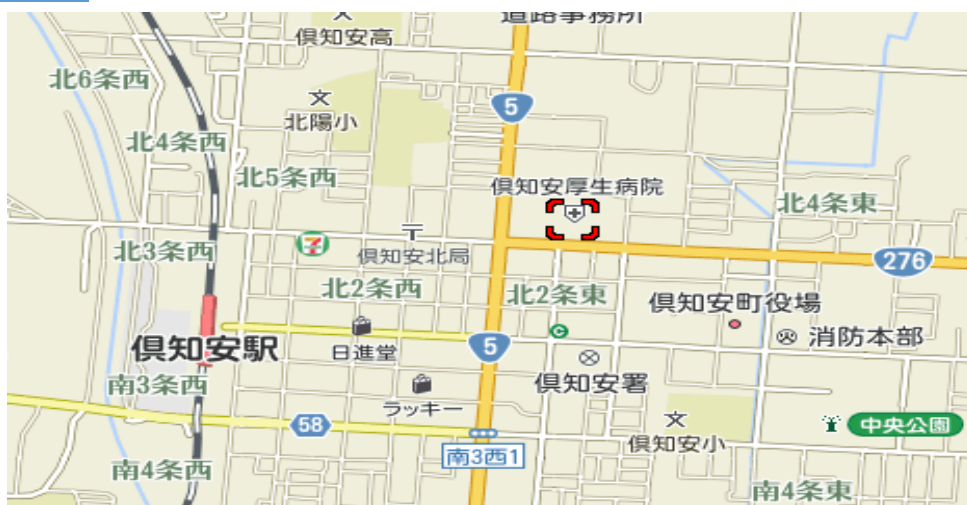 道路事務所
倶知安高
北6条西
文
5
北陽小
北4条西
北5条西
倶知安厚生病院
北4条東
北3条西
7
倶知安北局
276
北2条西
北2条東
倶知安町役場
倶知安駅
日進堂
5
消防本部
南3条西
倶知安署
ラッキー
文
58
倶知安小
中央公園
南3西1
南4条西
南4条東